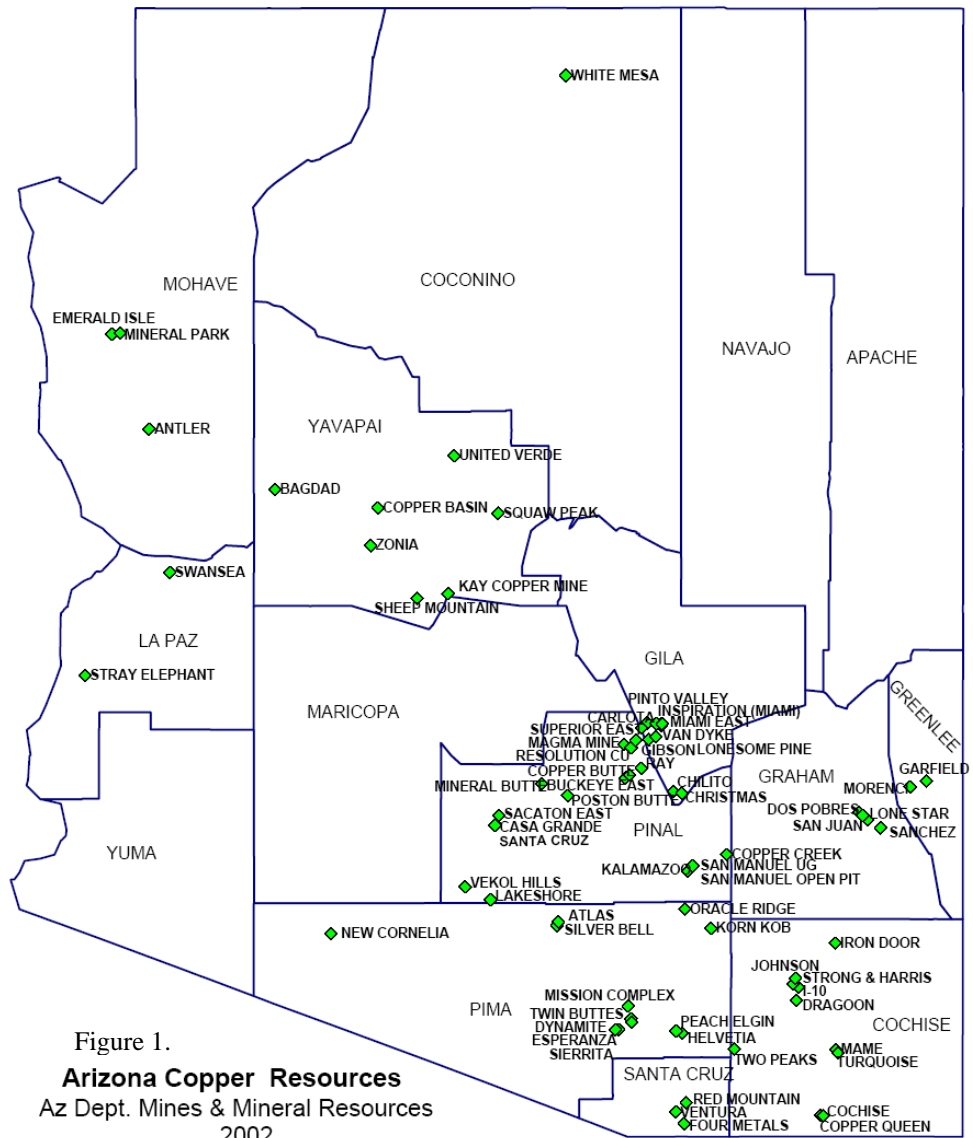 WHITE MESA
MOHAVE
COCONINO
EMERALD ISLE
MINERAL PARK
NAVAJO
APACHE
ANTLER
YAVAPAI
UNITED VERDE
BAGDAD
COPPER BASIN
SQUAW PEAK
ZONIA
SWANSEA
KAY COPPER MINE
SHEEP MOUNTAIN
LA PAZ
STRAY ELEPHANT
GILA
GREENLEE
MARICOPA
PINTO VALLEY
CARLOTA
INSPIRATION (MIAMI)
SUPERIOR EAST
MIAMI EAST
VAN DYKE
MAGMA MINE
GIBSON
LONESOME PINE
RESOLUTION CU
RAY
COPPER BUTTE
MINERAL BUTTE
BUCKEYE EAST
CHILITO
POSTON BUTTE
CHRISTMAS
GRAHAM
GARFIELD
MORENCI
DOS POBRES
LONE STAR
SAN JUAN
SANCHEZ
SACATON EAST
CASA GRANDE
SANTA CRUZ
PINAL
YUMA
COPPER CREEK
KALAMAZOO
SAN MANUEL UG
SAN MANUEL OPEN PIT
VEKOL HILLS
LAKESHORE
ORACLE RIDGE
ATLAS
SILVER BELL
KORN KOB
NEW CORNELIA
IRON DOOR
JOHNSON
STRONG & HARRIS
I-10
DRAGOON
PIMA
MISSION COMPLEX
TWIN BUTTES
DYNAMITE
ESPERANZA
SIERRITA
PEACH ELGIN
HELVETIA
COCHISE
TWO PEAKS
MAME
TURQUOISE
SANTA CRUZ
RED MOUNTAIN
VENTURA
FOUR METALS
COCHISE
COPPER QUEEN
Figure 1.
Arizona Copper Resources
Az Dept. Mines & Mineral Resources
2002